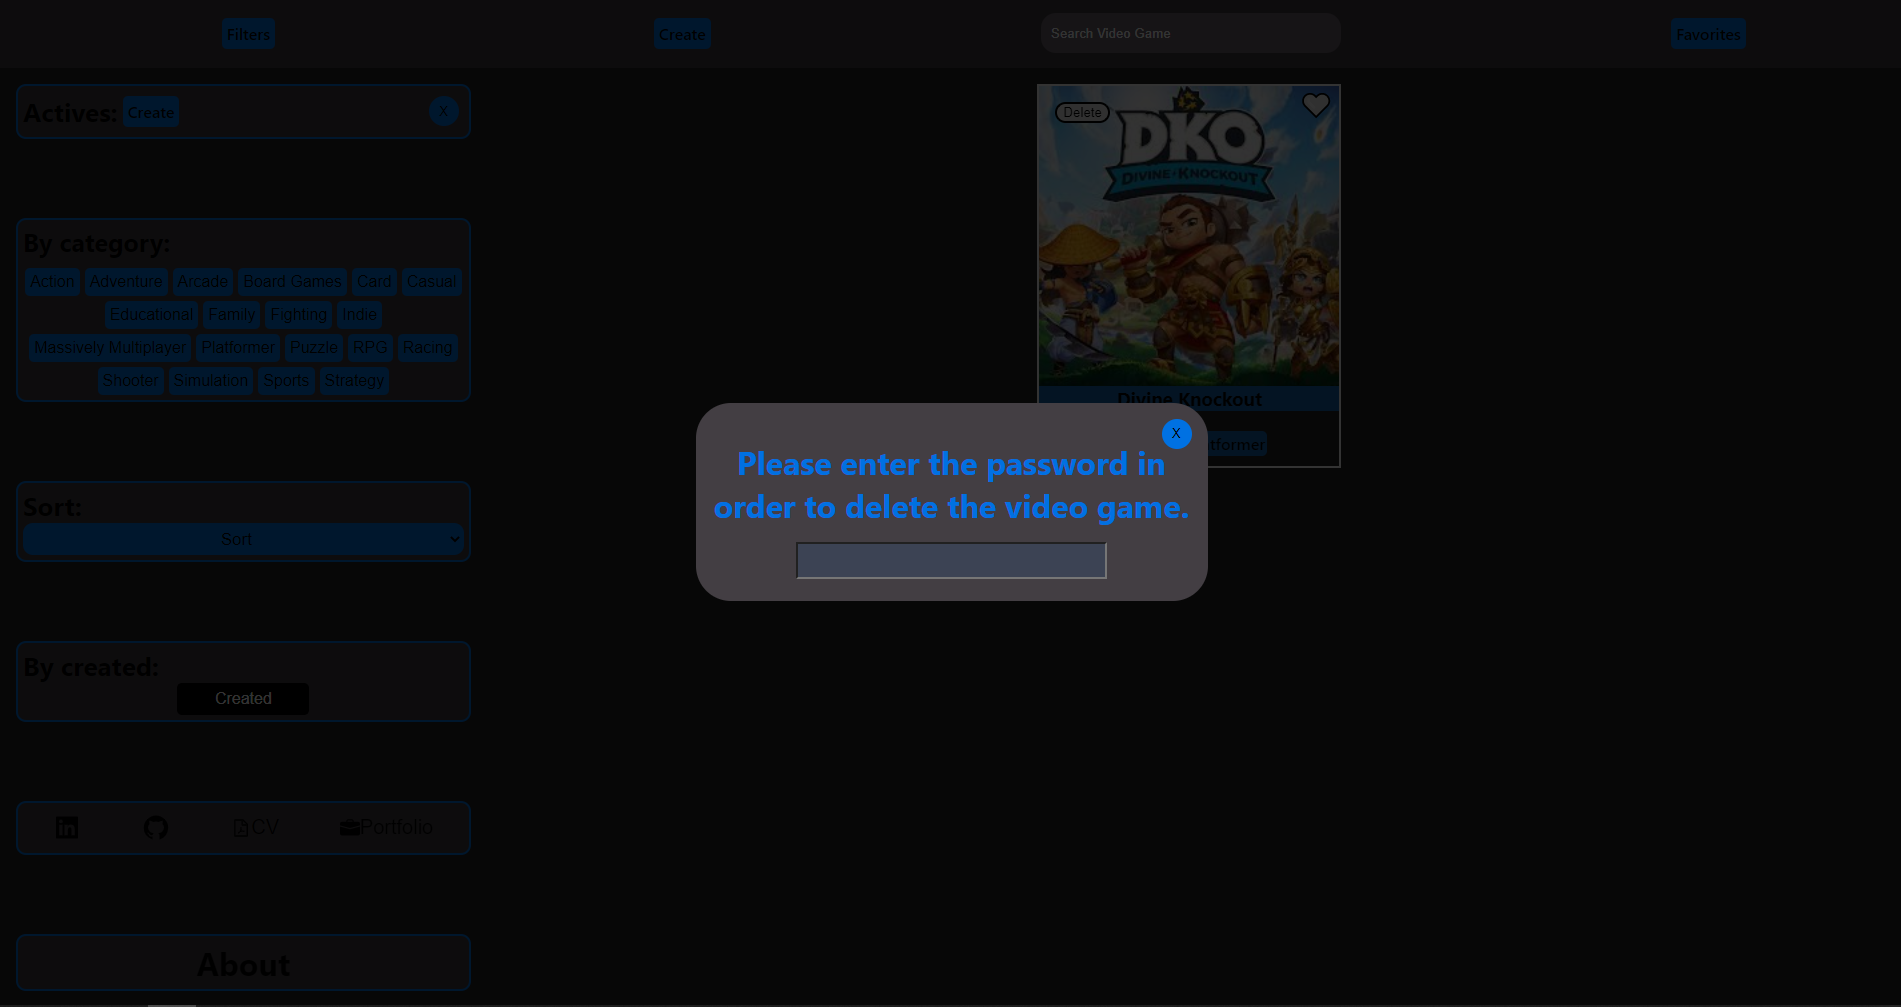 Filters
Create
Search Video Game
Favorites
Actives: Create X
By category:
Action Adventure Arcade Board Games Card Casual
Educational Family Fighting Indie
Massively Multiplayer Platformer Puzzle RPG Racing
Shooter Simulation Sports Strategy
Sort:
Sort
By created:
Created
CV Portfolio
About
Delete
DKO
DIVINE KNOCKOUT
Divine Knockout
tformer
X
Please enter the password in
order to delete the video game.